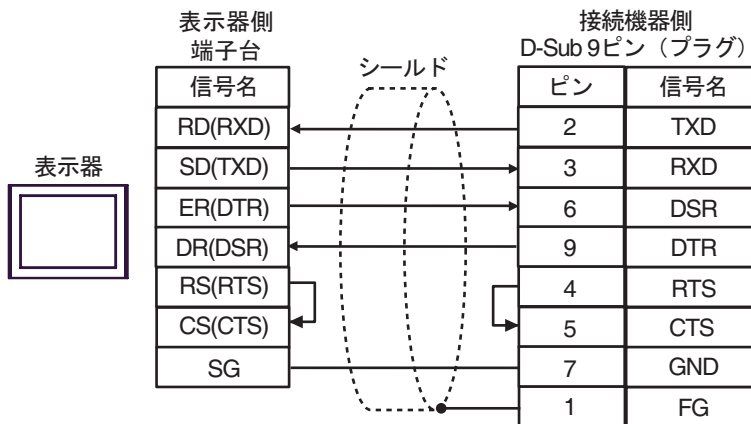 表示器側
端子台
接続機器側
D-Sub 9ピン（プラグ）
シールド
信号名
ピン
信号名
RD(RXD)
2
TXD
表示器
SD(TXD)
3
RXD
ER(DTR)
6
DSR
DR(DSR)
9
DTR
RS(RTS)
4
RTS
CS(CTS)
5
CTS
SG
7
GND
1
FG